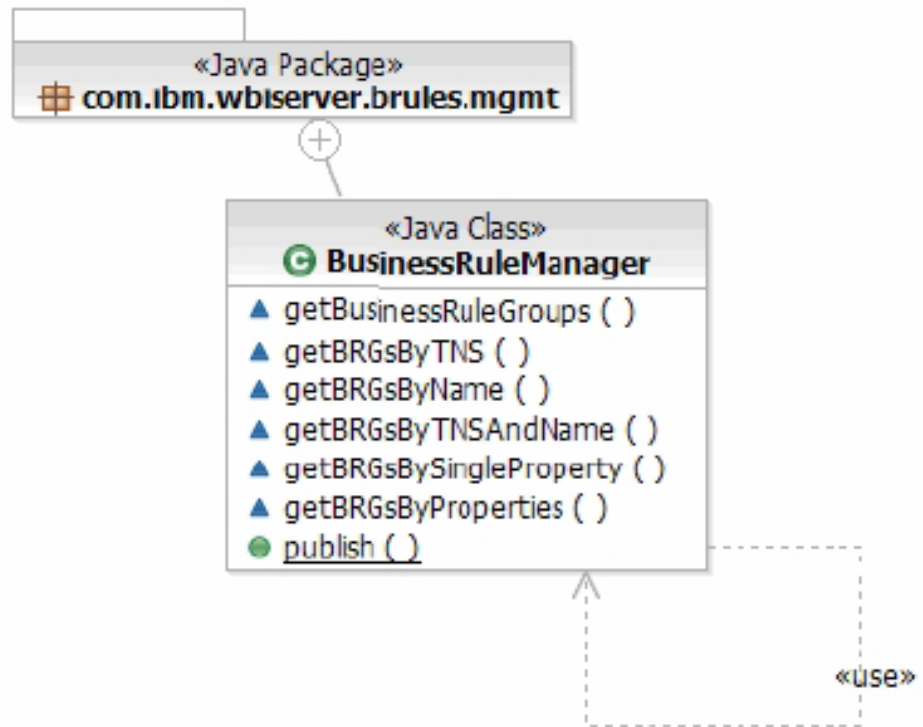 «Java Package»
com.ibm.wbiserver.brules.mgmt
«Java Class»
BusinessRuleManager
getBusinessRuleGroups ( )
getBRGsByTNS ( )
getBRGsByName ( )
getBRGsByTNSAndName ( )
getBRGsBySingleProperty ( )
getBRGsByProperties ( )
publish ( )
«use»